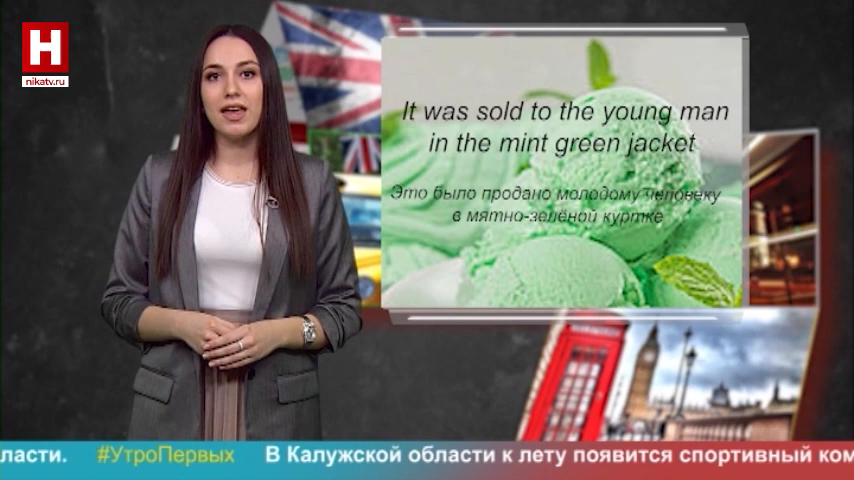 Н
nikatv.ru
It was sold to the young man
in the mint green jacket
Это было продано молодому человеку
в мятно-зелёной куртке
ласти. #УтроПервых В Калужской области к лету появится спортивный ком